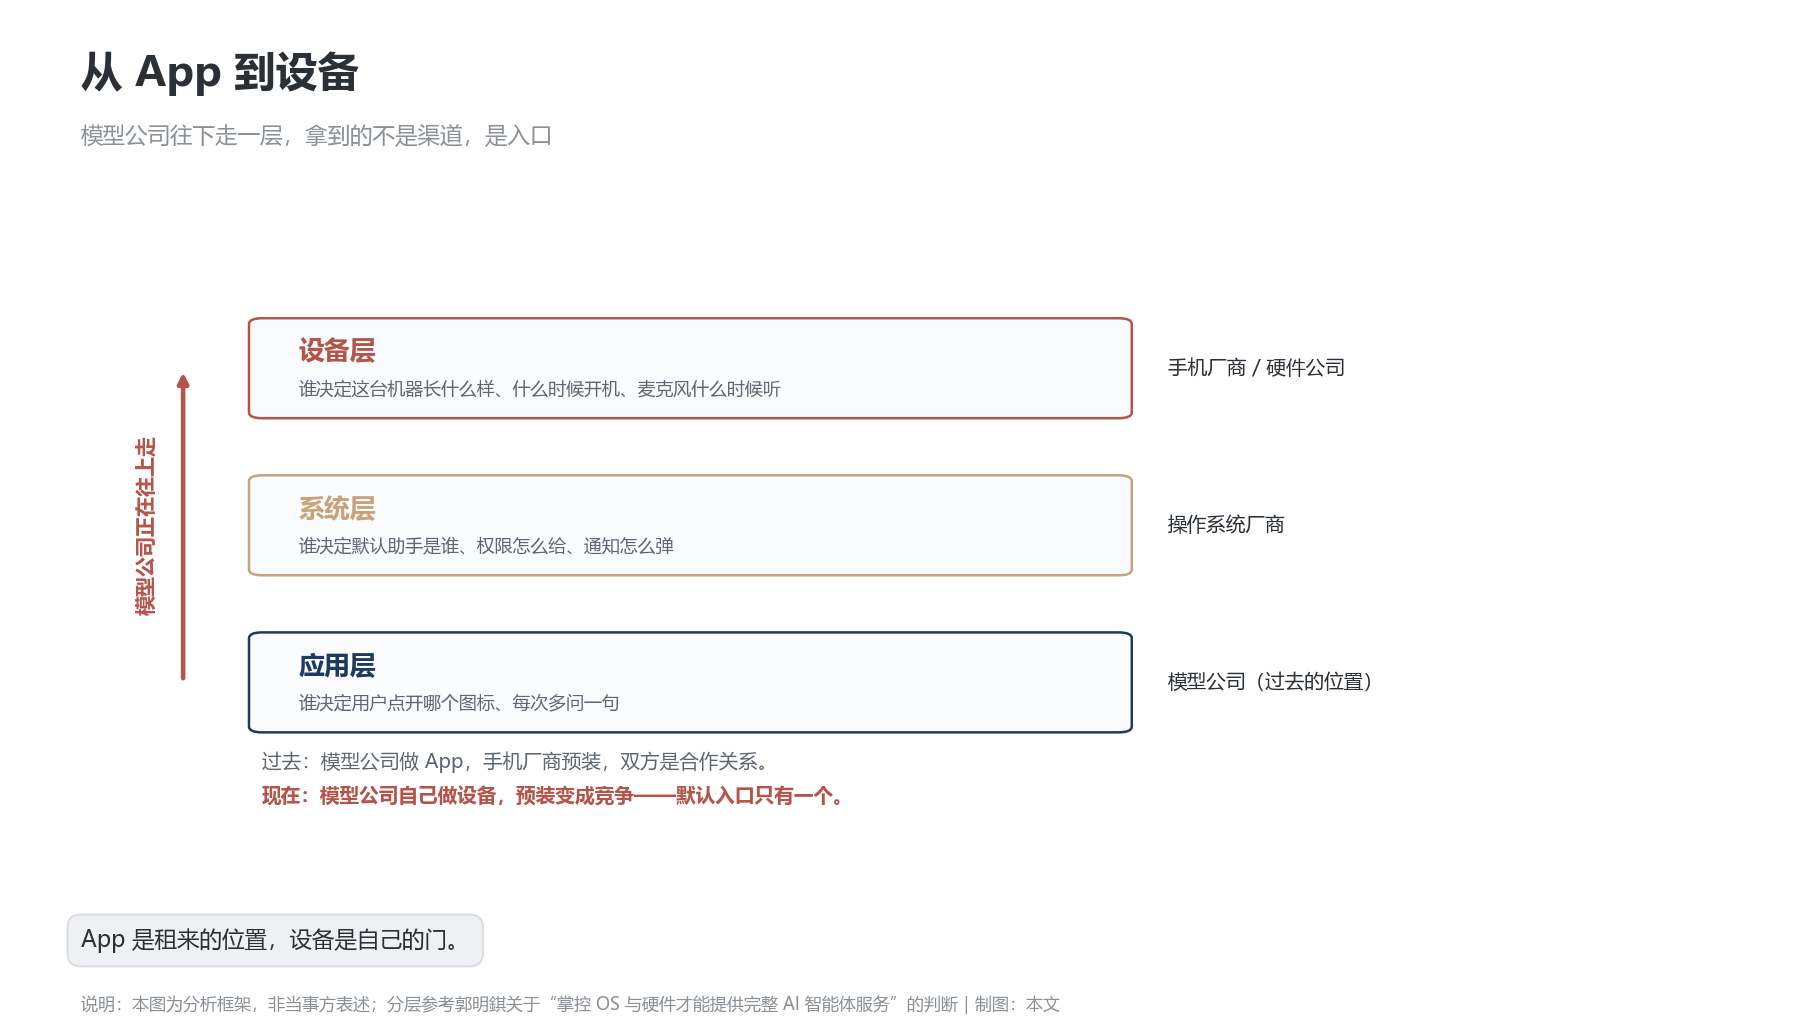 从 App 到设备
模型公司往下走一层，拿到的不是渠道，是入口
设备层
谁决定这台机器长什么样、什么时候开机、麦克风什么时候听
手机厂商 / 硬件公司
模型公司正在往上走
系统层
谁决定默认助手是谁、权限怎么给、通知怎么弹
操作系统厂商
应用层
谁决定用户点开哪个图标、每次多问一句
模型公司（过去的位置）
过去：模型公司做 App，手机厂商预装，双方是合作关系。
现在：模型公司自己做设备，预装变成竞争——默认入口只有一个。
App 是租来的位置，设备是自己的门。
说明：本图为分析框架，非当事方表述；分层参考郭明錤关于“掌控 OS 与硬件才能提供完整 AI 智能体服务”的判断 | 制图：本文